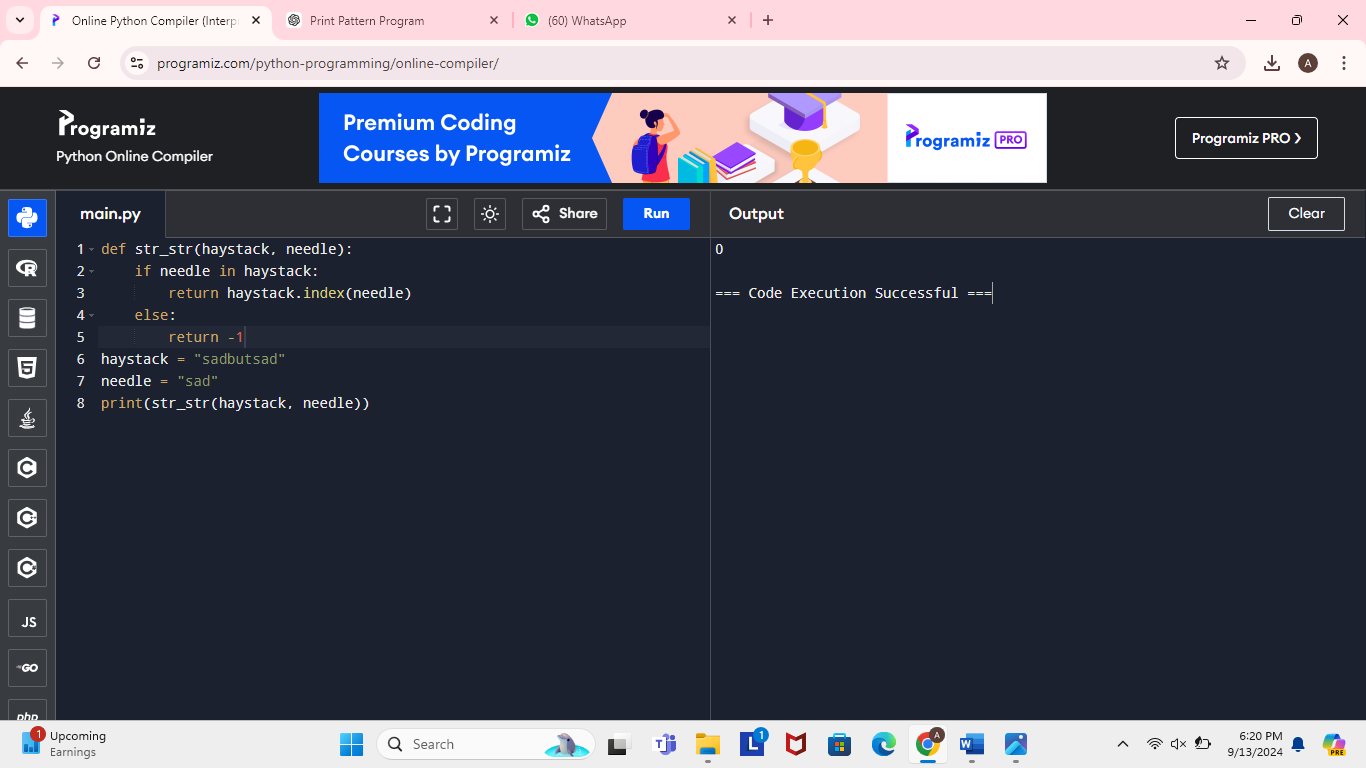 Online Python Compiler (Interp
Print Pattern Program
(60) WhatsApp
programiz.com/python-programming/online-compiler/
A
Programiz
Python Online Compiler
Premium Coding
Courses by Programiz
Programiz PRO
Programiz PRO
main.py
Share
Run
Output
Clear
1 def str_str(haystack, needle):
2     if needle in haystack:
3         return haystack.index(needle)
4     else:
5         return -1
6 haystack = "sadbutsad"
7 needle = "sad"
8 print(str_str(haystack, needle))
0
=== Code Execution Successful ===
R
5
C
C
C
JS
GO
php
1
Upcoming
Earnings
Search
L
1
A
W
6:20 PM
9/13/2024
PRE